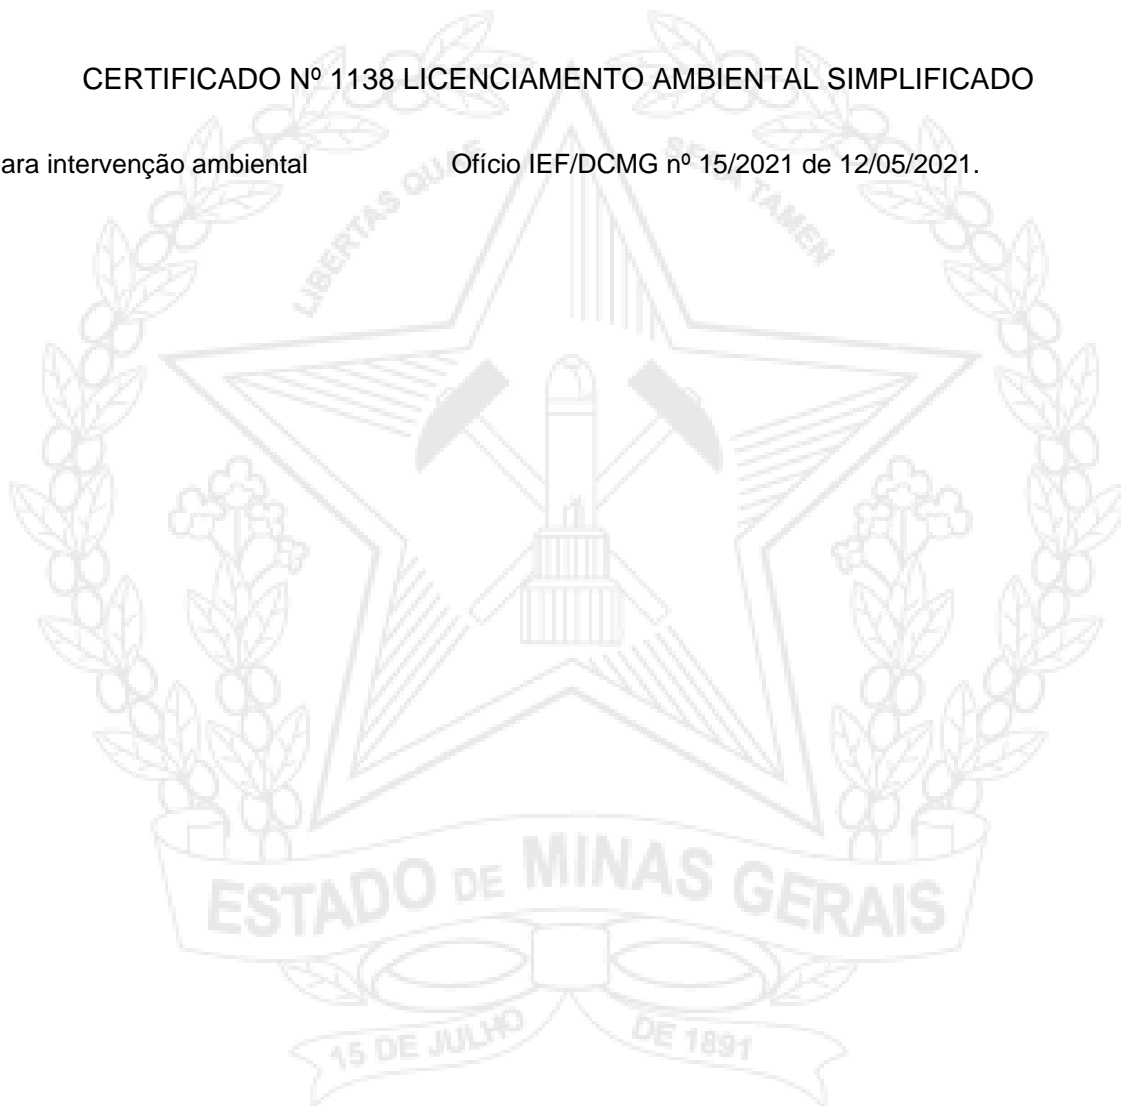 CERTIFICADO Nº 1138 LICENCIAMENTO AMBIENTAL SIMPLIFICADO
ara intervenção ambiental Ofício IEF/DCMG nº 15/2021 de 12/05/2021.
LIBERTAS QUAE SERA TAMEN
ESTADO DE MINAS GERAIS
15 DE JULHO DE 1891